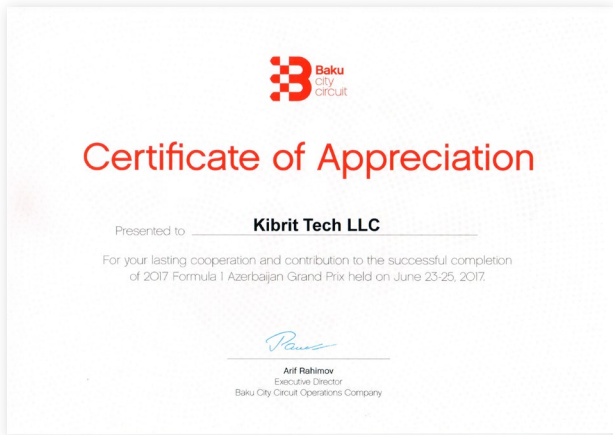 Baku
city
circuit
Certificate of Appreciation
Presented to Kibrit Tech LLC
For your lasting cooperation and contribution to the successful completion
of 2017 Formula 1 Azerbaijan Grand Prix held on June 23-25, 2017.
Arif Rahimov
Executive Director
Baku City Circuit Operations Company